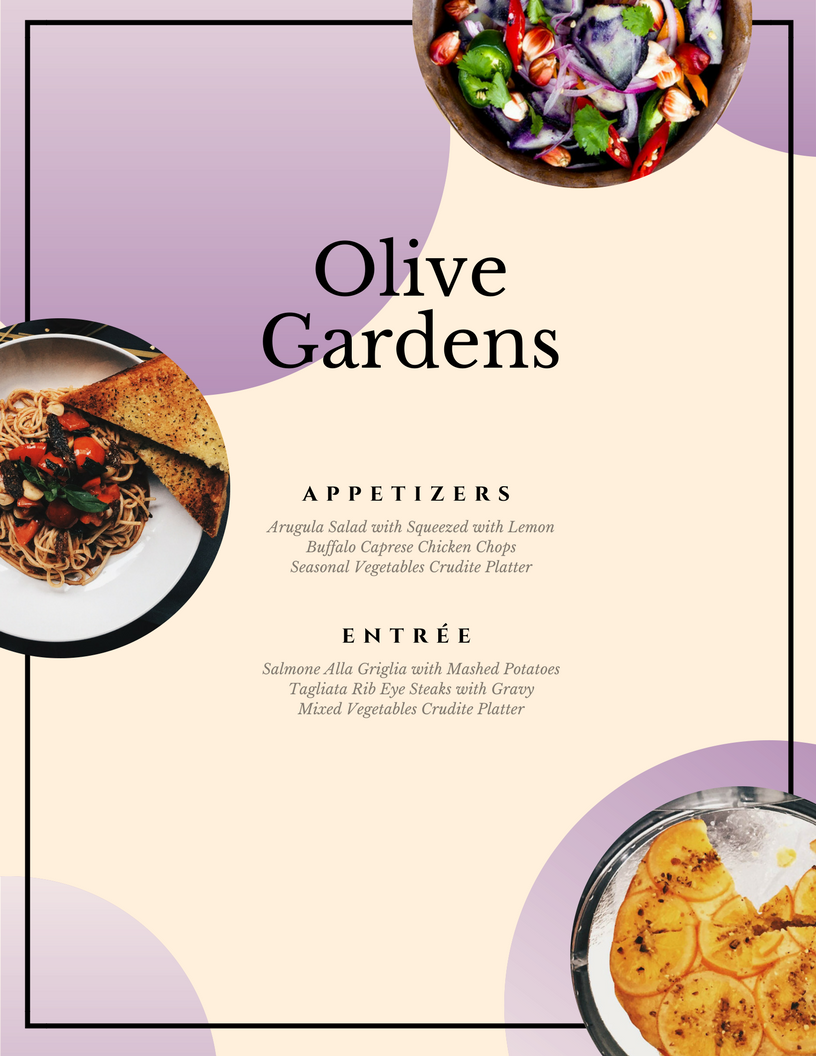 Olive
Gardens
APPETIZERS
Arugula Salad with Squeezed with Lemon
Buffalo Caprese Chicken Chops
Seasonal Vegetables Crudite Platter
ENTRÉE
Salmone Alla Griglia with Mashed Potatoes
Tagliata Rib Eye Steaks with Gravy
Mixed Vegetables Crudite Platter